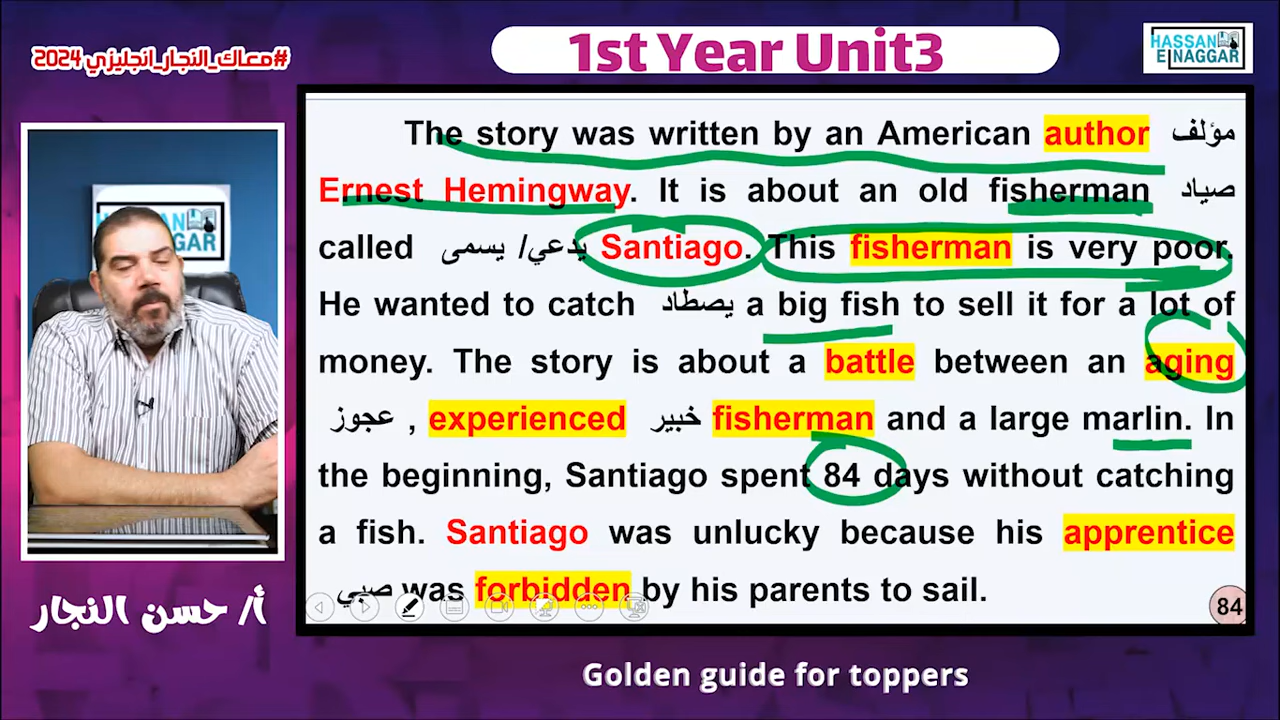 #معاك_النجار_انجليزي 2024
1st Year Unit3
HASSAN
ELNAGGAR
The story was written by an American author مؤلف
Ernest Hemingway. It is about an old fisherman صياد
called يدعي/ يسمى Santiago. This fisherman is very poor.
He wanted to catch يصطاد a big fish to sell it for a lot of
money. The story is about a battle between an aging
عجوز , experienced خبير fisherman and a large marlin. In
the beginning, Santiago spent 84 days without catching
a fish. Santiago was unlucky because his apprentice
صبي was forbidden by his parents to sail.
84
أ/ حسن النجار
Golden guide for toppers